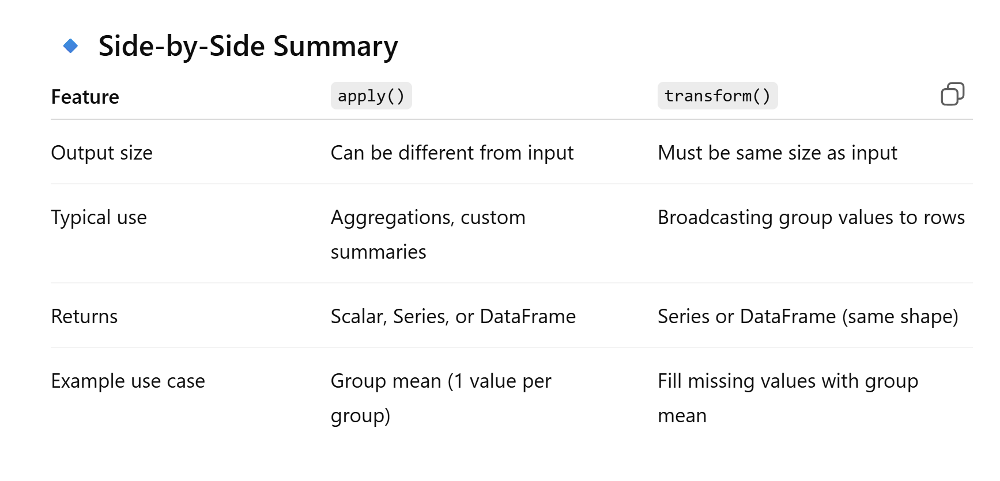 Side-by-Side Summary
Feature apply() transform()
Output size Can be different from input Must be same size as input
Typical use Aggregations, custom Broadcasting group values to rows
summaries
Returns Scalar, Series, or DataFrame Series or DataFrame (same shape)
Example use case Group mean (1 value per Fill missing values with group
group) mean